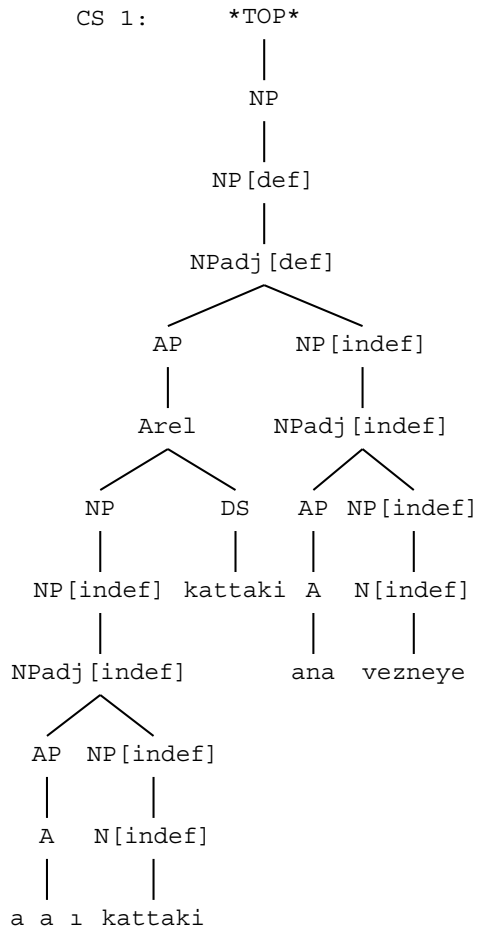 CS 1: *TOP*
NP
NP[def]
NPadj[def]
AP NP[indef]
Arel NPadj[indef]
NP DS AP NP[indef]
NP[indef] kattaki A N[indef]
NPadj[indef] ana vezneye
AP NP[indef]
A N[indef]
a a ı kattaki